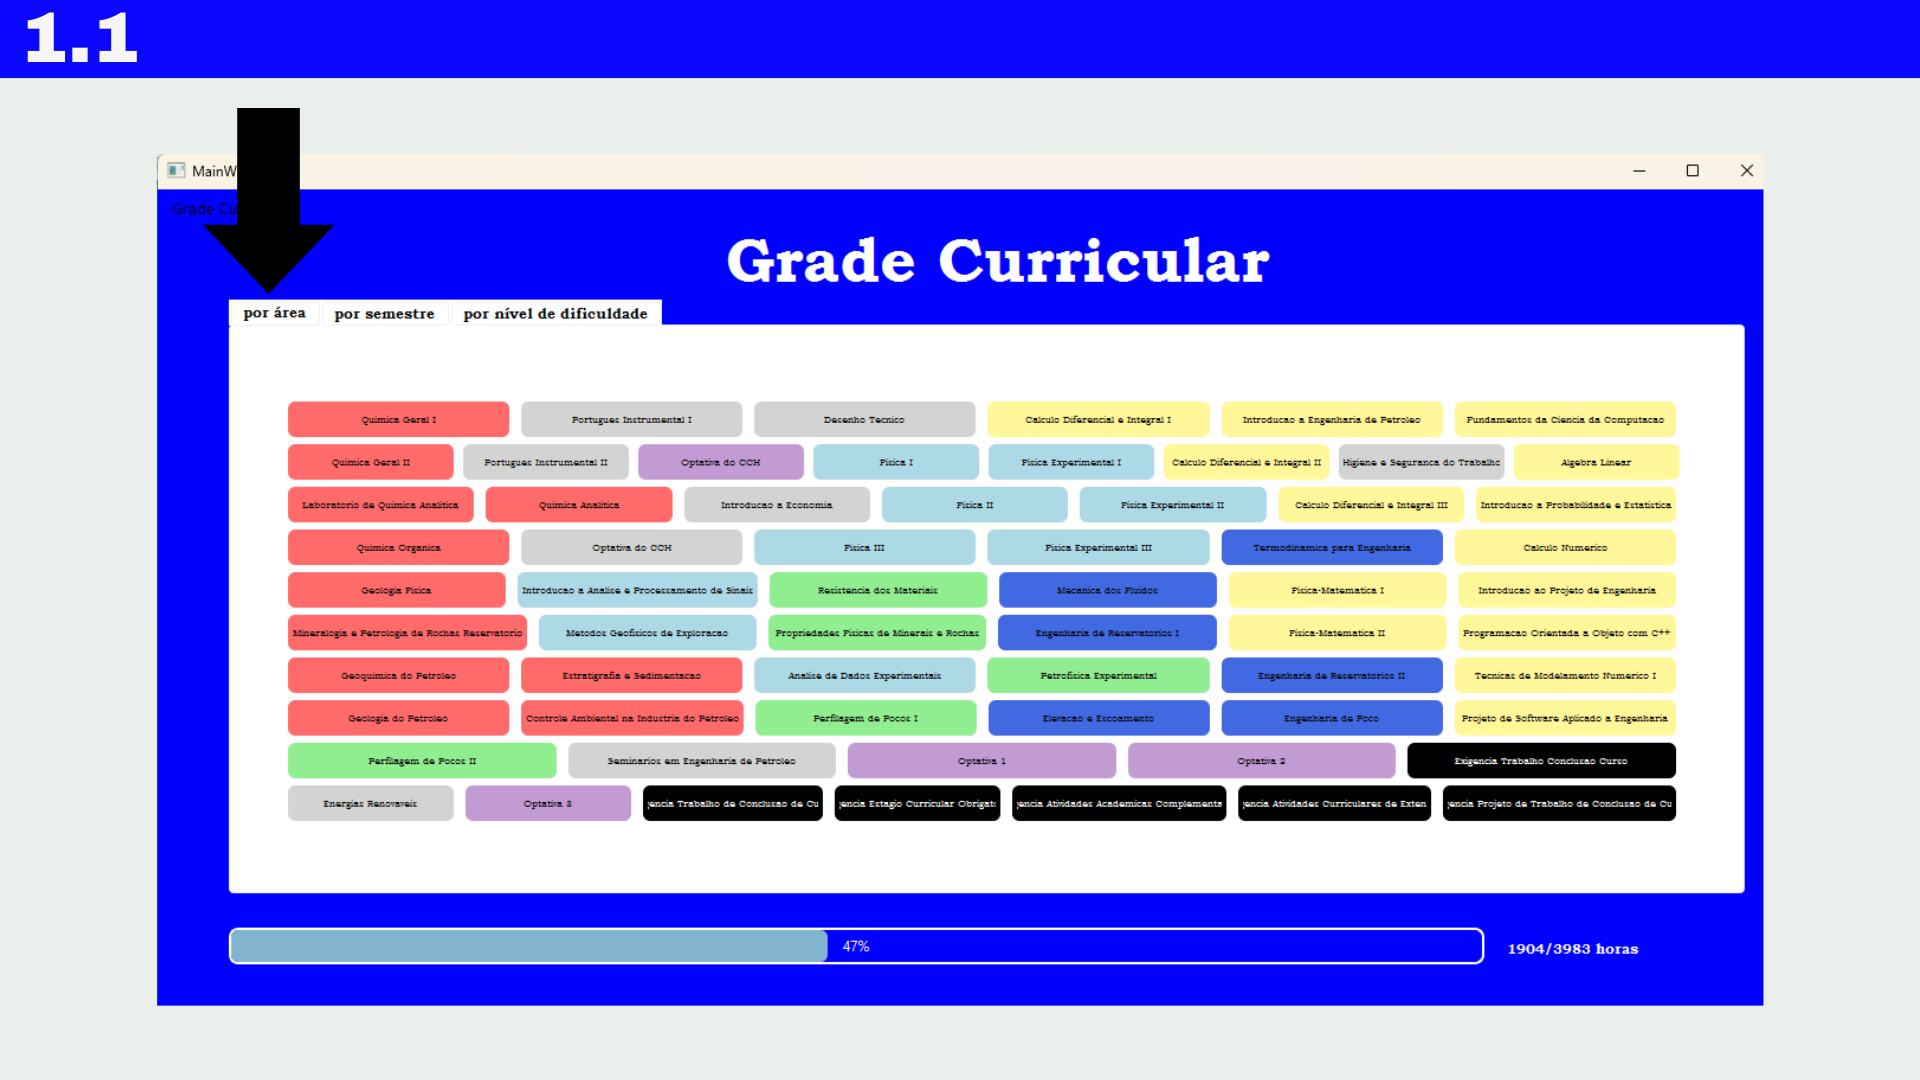 1.1
MainW
Grade Cu
Grade Curricular
por área por semestre por nível de dificuldade
Quimica Geral I Portugues Instrumental I Desenho Tecnico Calculo Diferencial e Integral I Introducao a Engenharia de Petroleo Fundamentos da Ciencia da Computacao
Quimica Geral II Portugues Instrumental II Optativa do CCH Fisica I Fisica Experimental I Calculo Diferencial e Integral II Higiene e Seguranca do Trabalho Algebra Linear
Laboratorio de Quimica Analitica Quimica Analitica Introducao a Economia Fisica II Fisica Experimental II Calculo Diferencial e Integral III Introducao a Probabilidade e Estatistica
Quimica Organica Optativa do CCH Fisica III Fisica Experimental III Termodinamica para Engenharia Calculo Numerico
Geologia Fisica Introducao a Analise e Processamento de Sinais Resistencia dos Materiais Mecanica dos Fluidos Fisica-Matematica I Introducao ao Projeto de Engenharia
Mineralogia e Petrologia de Rochas Reservatorio Metodos Geofisicos de Exploracao Propriedades Fisicas de Minerais e Rochas Engenharia de Reservatorios I Fisica-Matematica II Programacao Orientada a Objeto com C++
Geoquimica do Petroleo Estratigrafia e Sedimentacao Analise de Dados Experimentais Petrofisica Experimental Engenharia de Reservatorios II Tecnicas de Modelamento Numerico I
Geologia do Petroleo Controle Ambiental na Industria do Petroleo Perfilagem de Pocos I Elevacao e Escoamento Engenharia de Poco Projeto de Software Aplicado a Engenharia
Perfilagem de Pocos II Seminarios em Engenharia de Petroleo Optativa 1 Optativa 2 Exigencia Trabalho Conclusao Curso
Energias Renovaveis Optativa 3 encia Trabalho de Conclusao de Cu encia Estagio Curricular Obrigato encia Atividades Academicas Complementa encia Atividades Curriculares de Exten encia Projeto de Trabalho de Conclusao de Cu
47% 1904/3983 horas